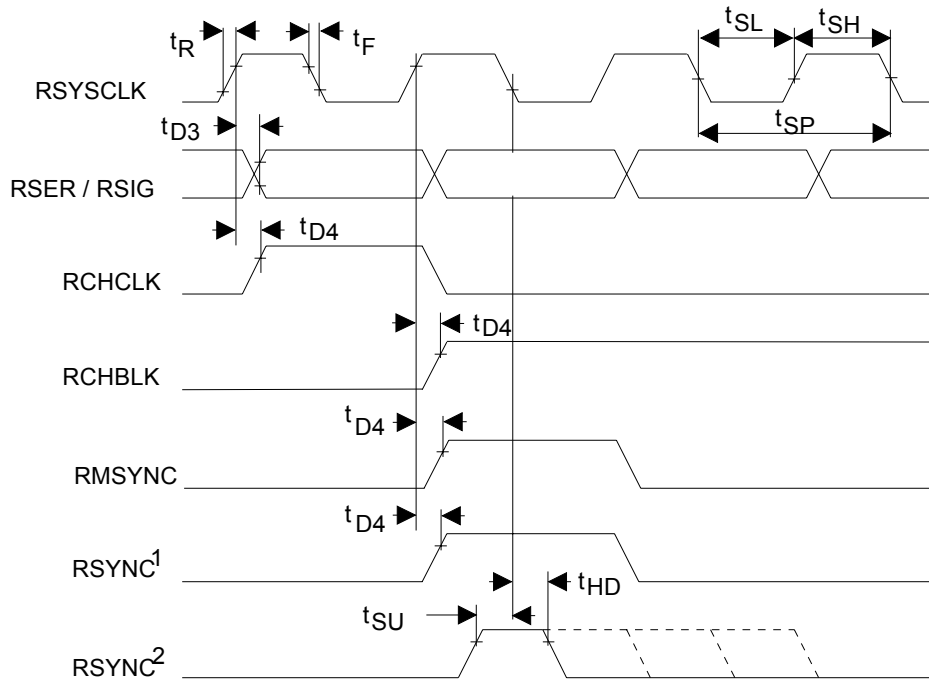 tR
tF
tSL
tSH
RSYSCLK
tSP
tD3
RSER / RSIG
tD4
RCHCLK
tD4
RCHBLK
tD4
RMSYNC
tD4
RSYNC1
tHD
tSU
RSYNC2